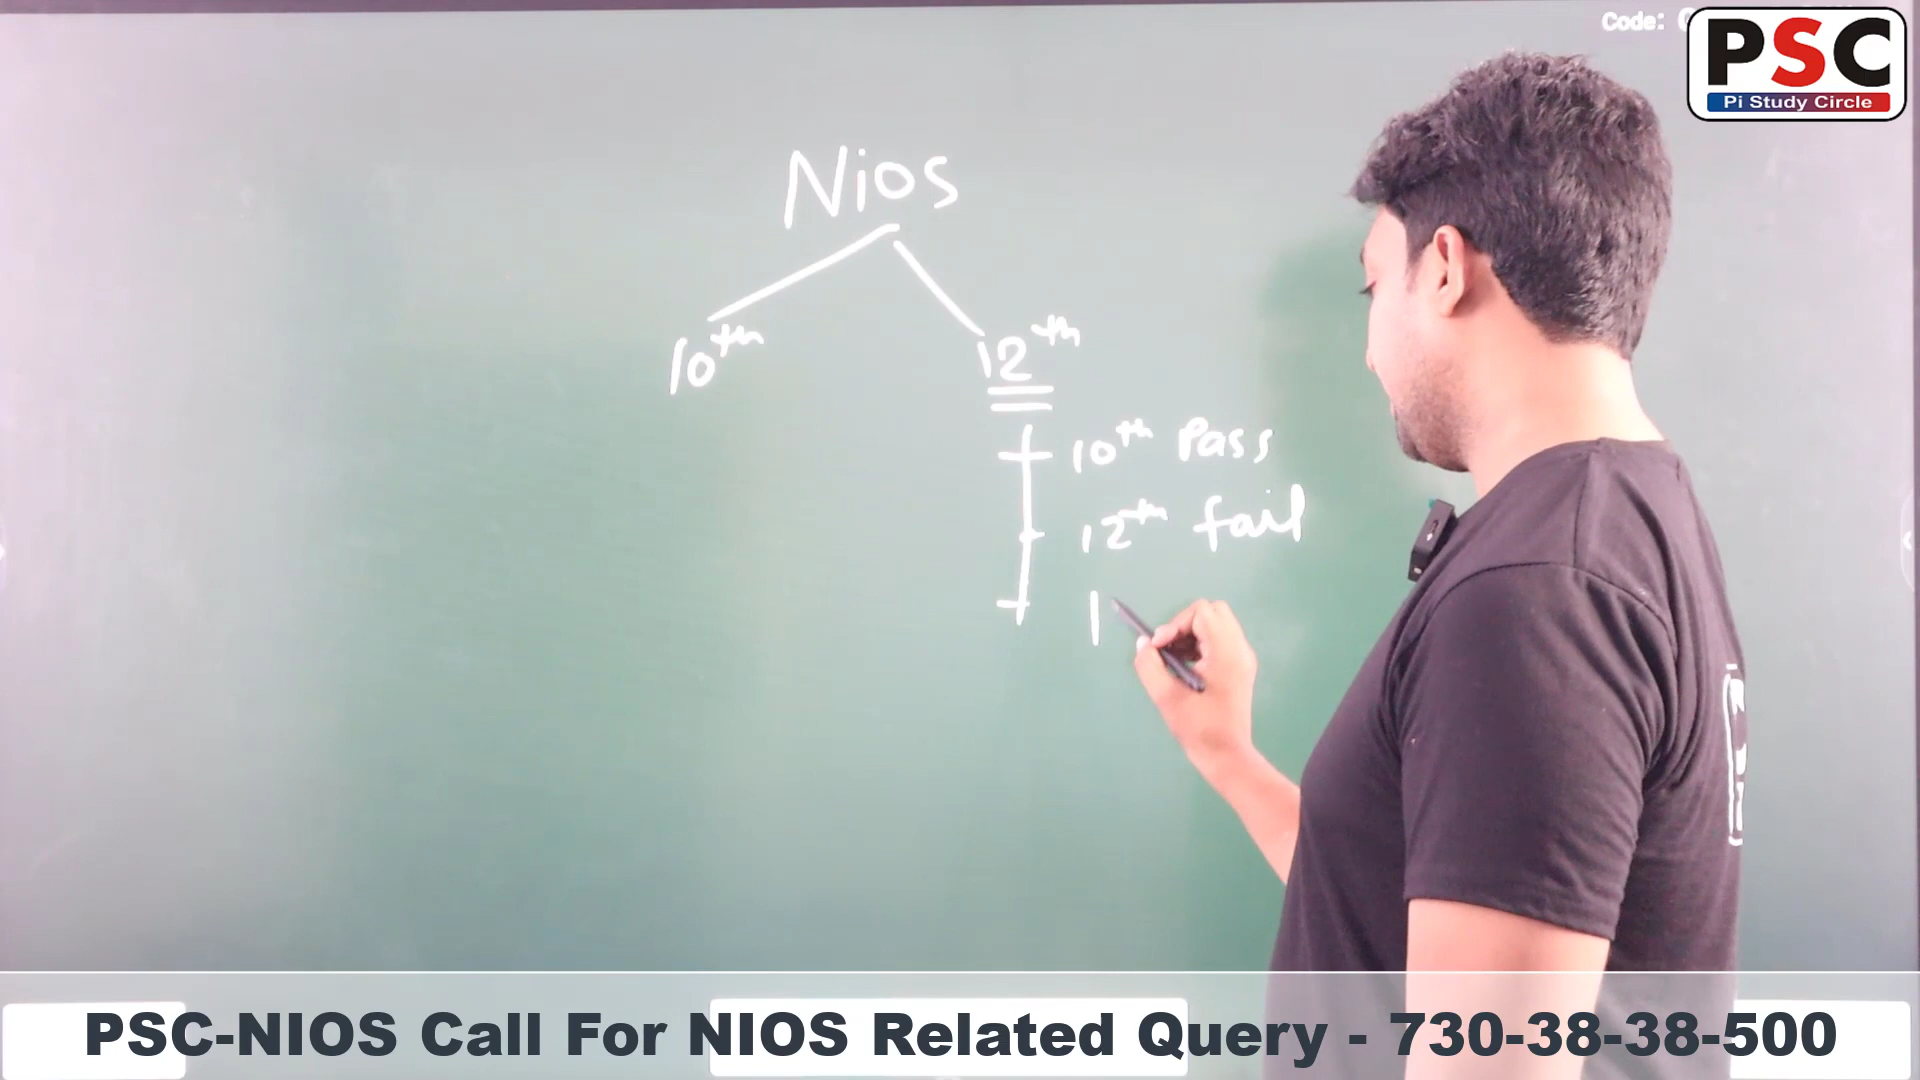 Code:
PSC
Pi Study Circle
Nios
10th
12th
10th Pass
12th fail
1
PSC-NIOS Call For NIOS Related Query - 730-38-38-500